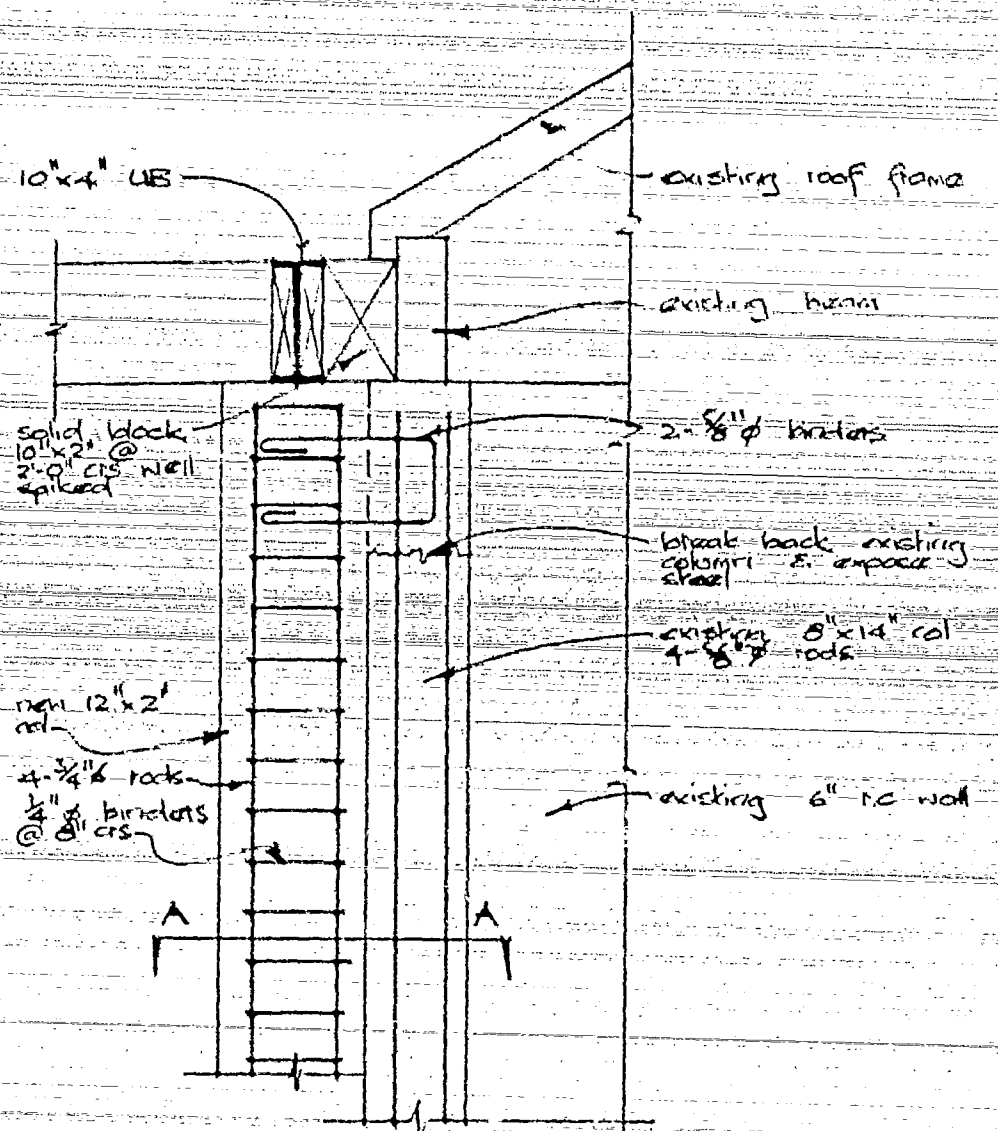 10"x4" UB
existing roof frame
existing beam
solid block
10"x2" @
2'-0" crs well
spiked
2-5/8"ø binders
break back existing
column & expose
steel
existing 8"x14" col
4-5/8"ø rods
new 12"x2'
col
4-3/4"ø rods
1/4"ø binders
@ 8" crs
existing 6" r.c wall
A
A